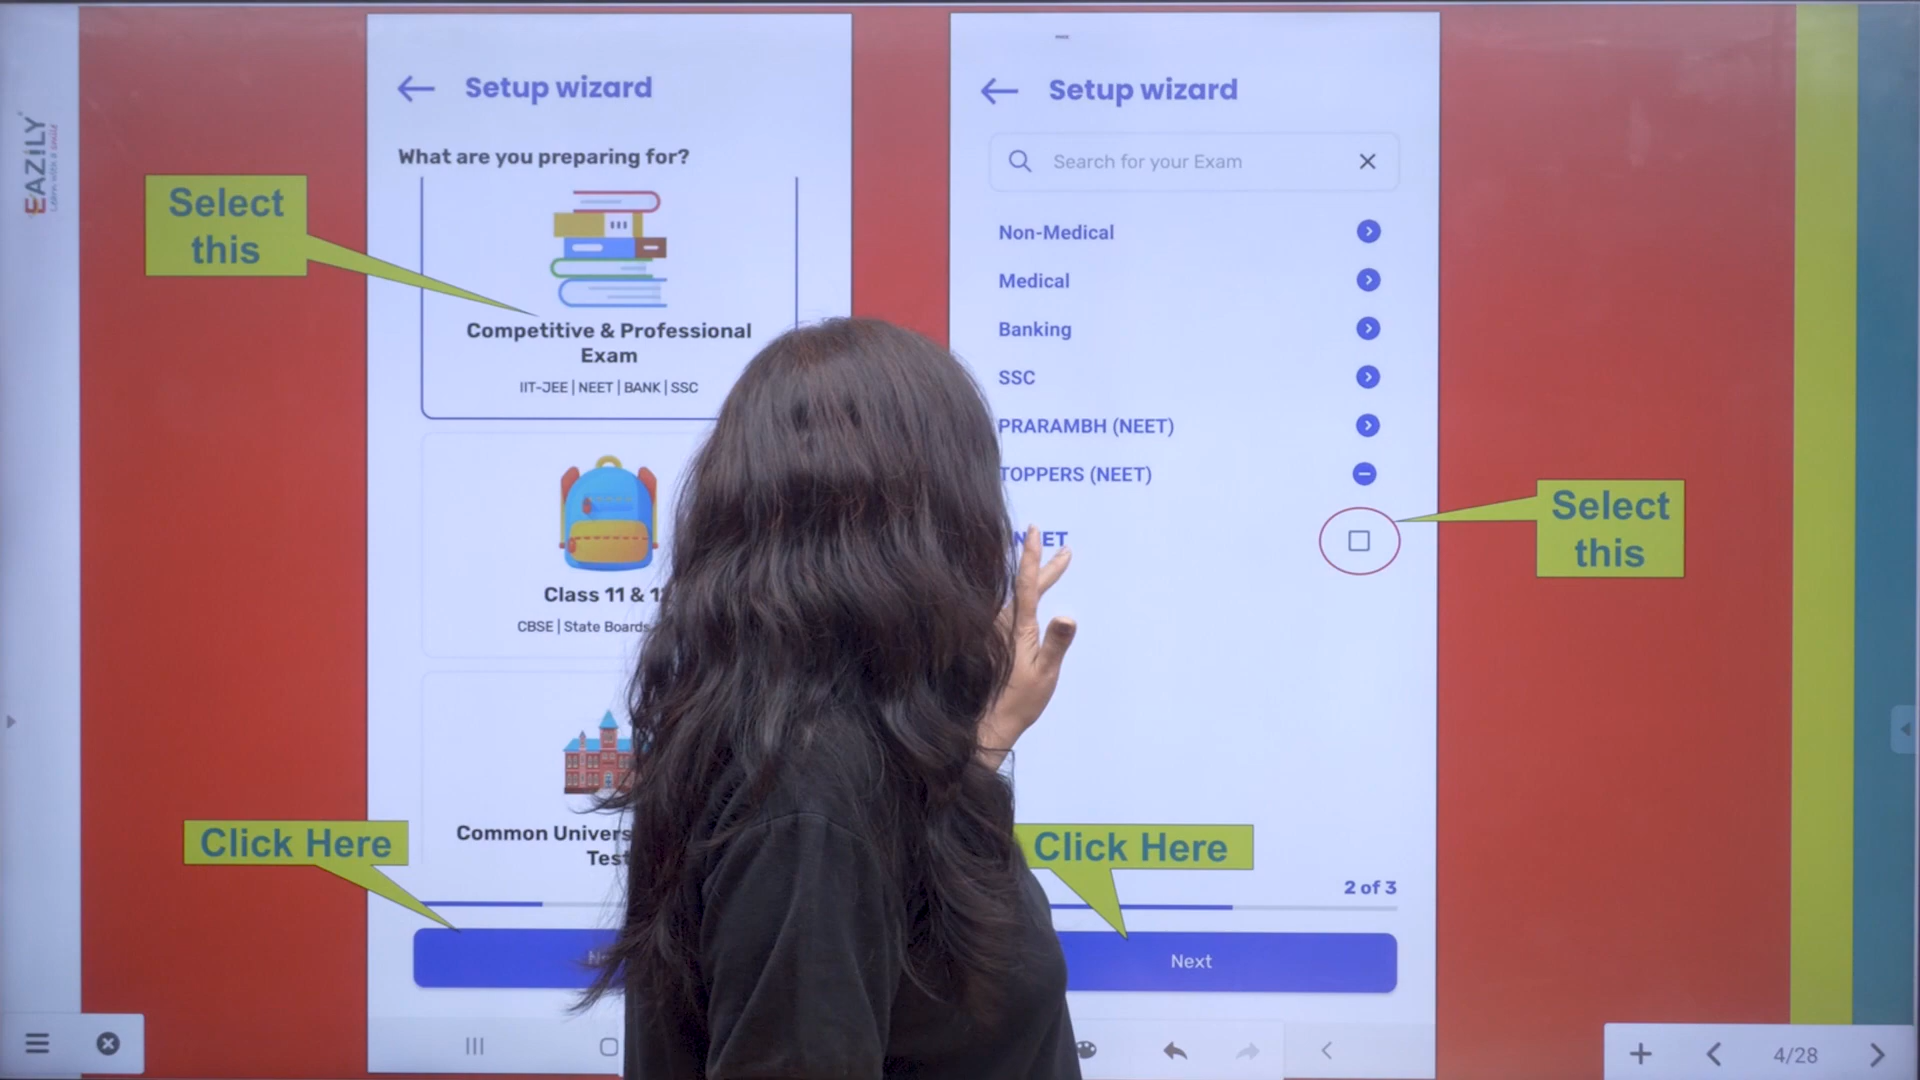 EAZILY
Select
this
Setup wizard
What are you preparing for?
Competitive & Professional
Exam
IIT-JEE | NEET | BANK | SSC
Class 11 &
CBSE | State Boards
Common
Click Here
Setup wizard
Search for your Exam
Non-Medical
Medical
Banking
SSC
PRARAMBH (NEET)
TOPPERS (NEET)
Select
this
Click Here
2 of 3
Next
4/28